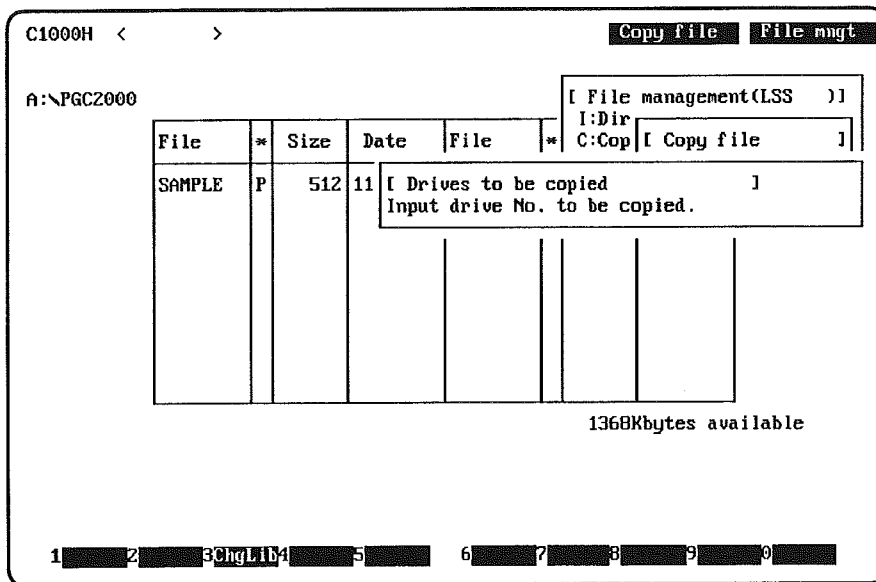 C1000H < > Copy file File mngt
A:\PGC2000
[ File management(LSS )]
I:Dir
C:Cop [ Copy file ]
File * Size Date File *
SAMPLE P 512 11 [ Drives to be copied ]
Input drive No. to be copied.
1368Kbytes available
1 2 3ChgLib4 5 6 7 8 9 0